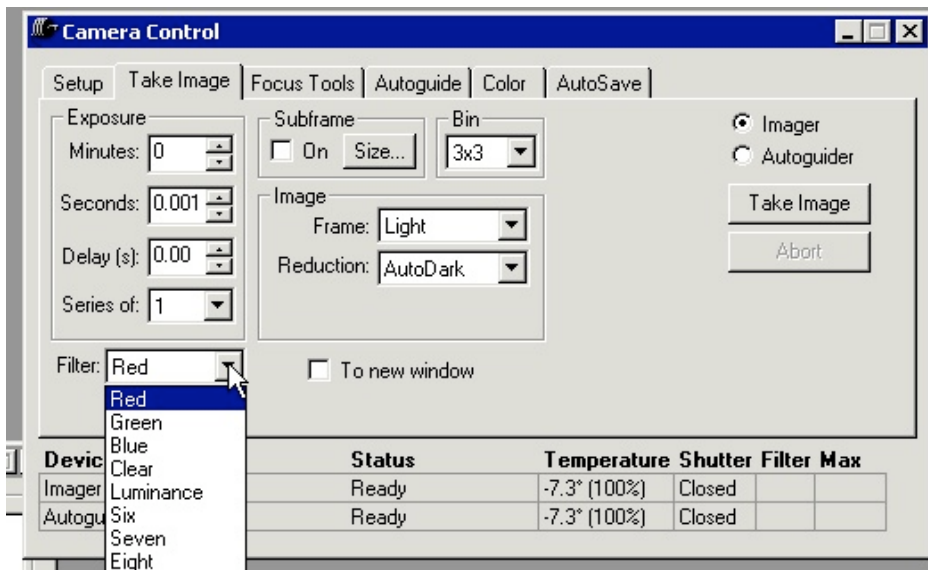 Camera Control
Setup Take Image Focus Tools Autoguide Color AutoSave
Exposure
Minutes: 0
Seconds: 0.001
Delay (s): 0.00
Series of: 1
Subframe
On Size...
Bin
3x3
Image
Frame: Light
Reduction: AutoDark
Imager
Autoguider
Take Image
Abort
Filter: Red
To new window
Red
Green
Blue
Clear
Luminance
Six
Seven
Eight
Devic Status Temperature Shutter Filter Max
Imager Ready -7.3° (100%) Closed
Autogu Ready -7.3° (100%) Closed